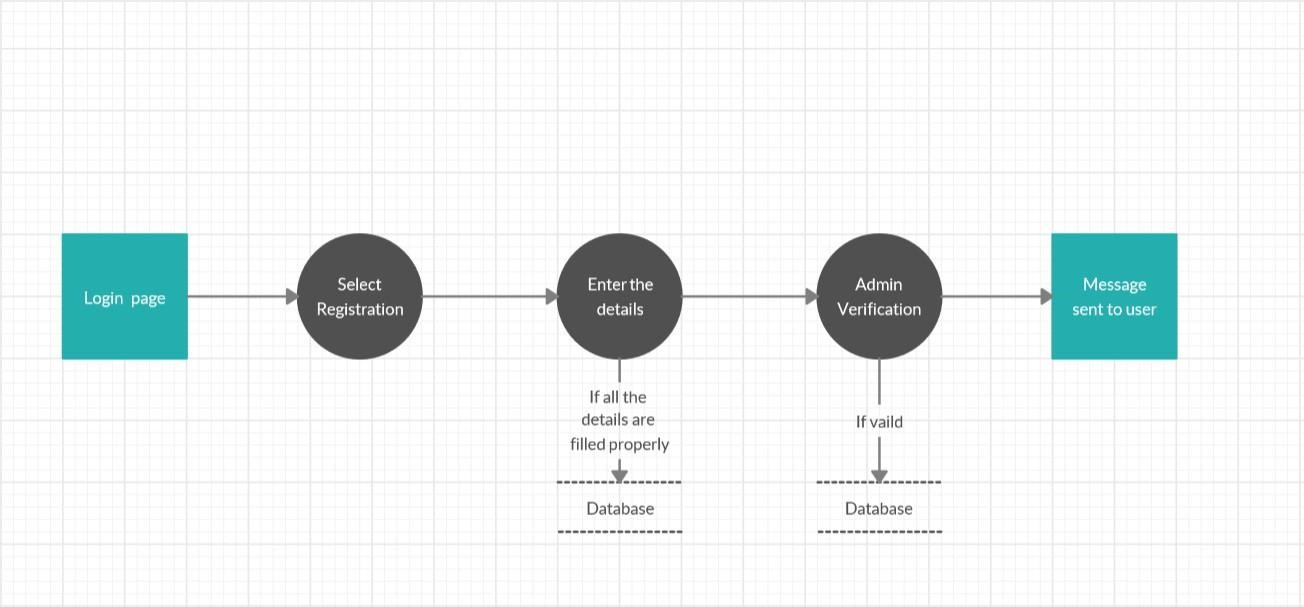 Login page
Select
Registration
Enter the
details
Admin
Verification
Message
sent to user
If all the
details are
filled properly
If vaild
Database
Database